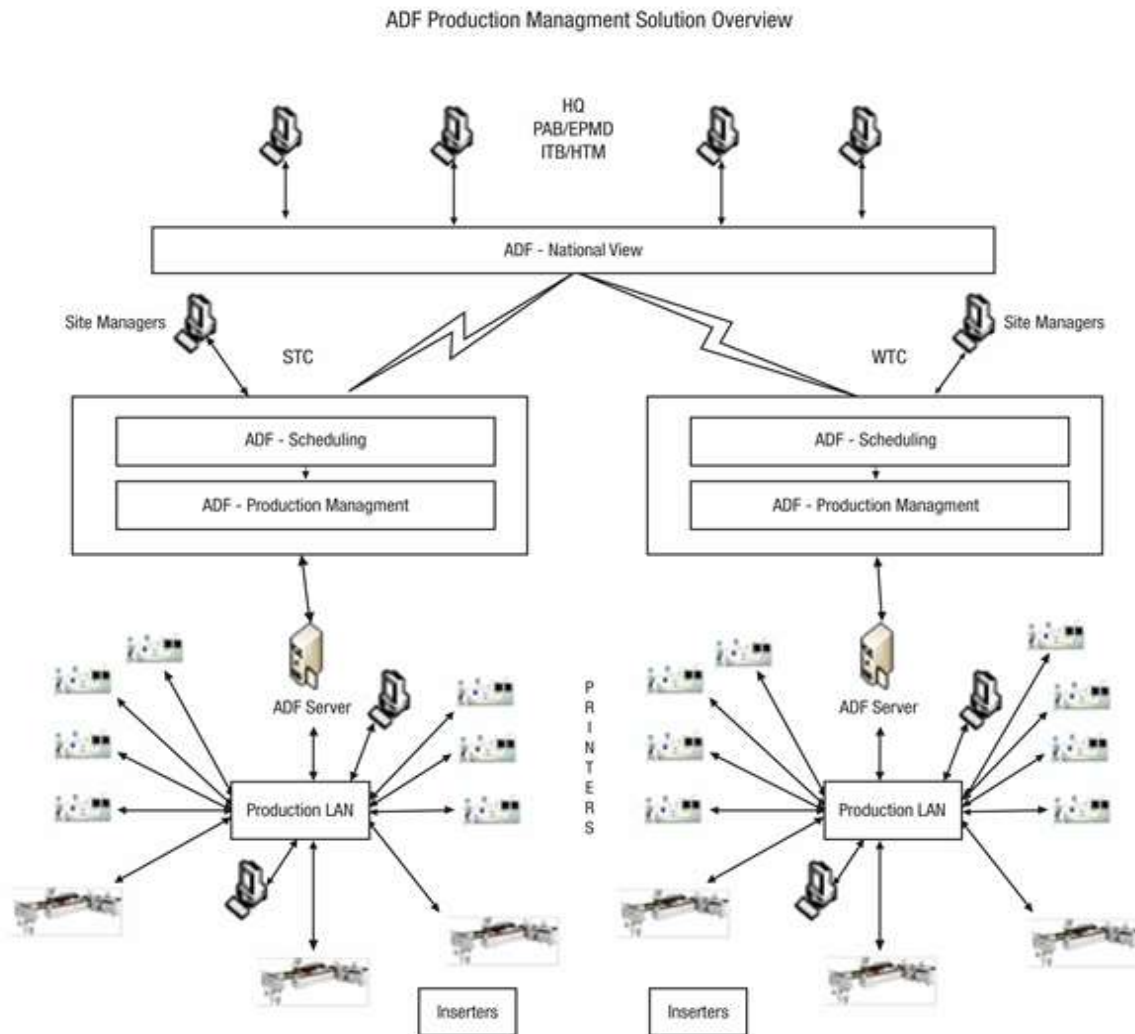 ADF Production Managment Solution Overview
HQ
PAB/EPMD
ITB/HTM
ADF - National View
Site Managers
Site Managers
STC
WTC
ADF - Scheduling
ADF - Scheduling
ADF - Production Managment
ADF - Production Managment
ADF Server
PRINTERS
ADF Server
Production LAN
Production LAN
Inserters
Inserters